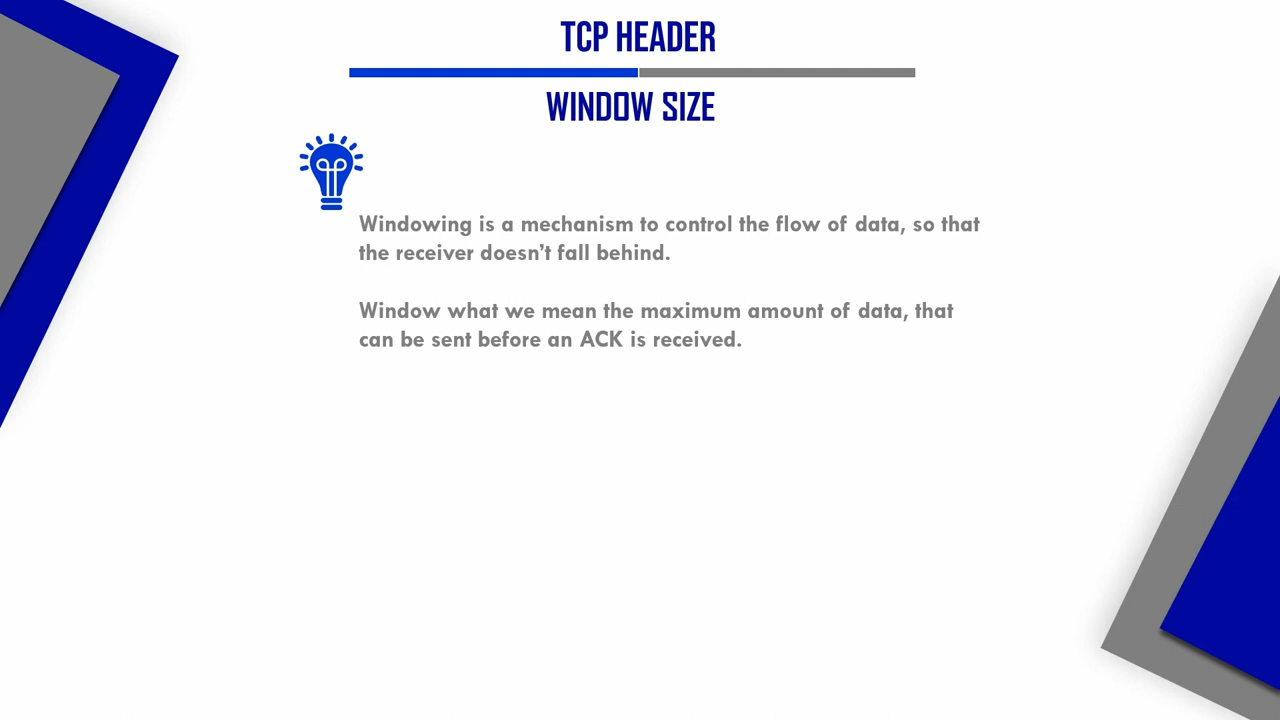 TCP HEADER
WINDOW SIZE
Windowing is a mechanism to control the flow of data, so that
the receiver doesn’t fall behind.
Window what we mean the maximum amount of data, that
can be sent before an ACK is received.